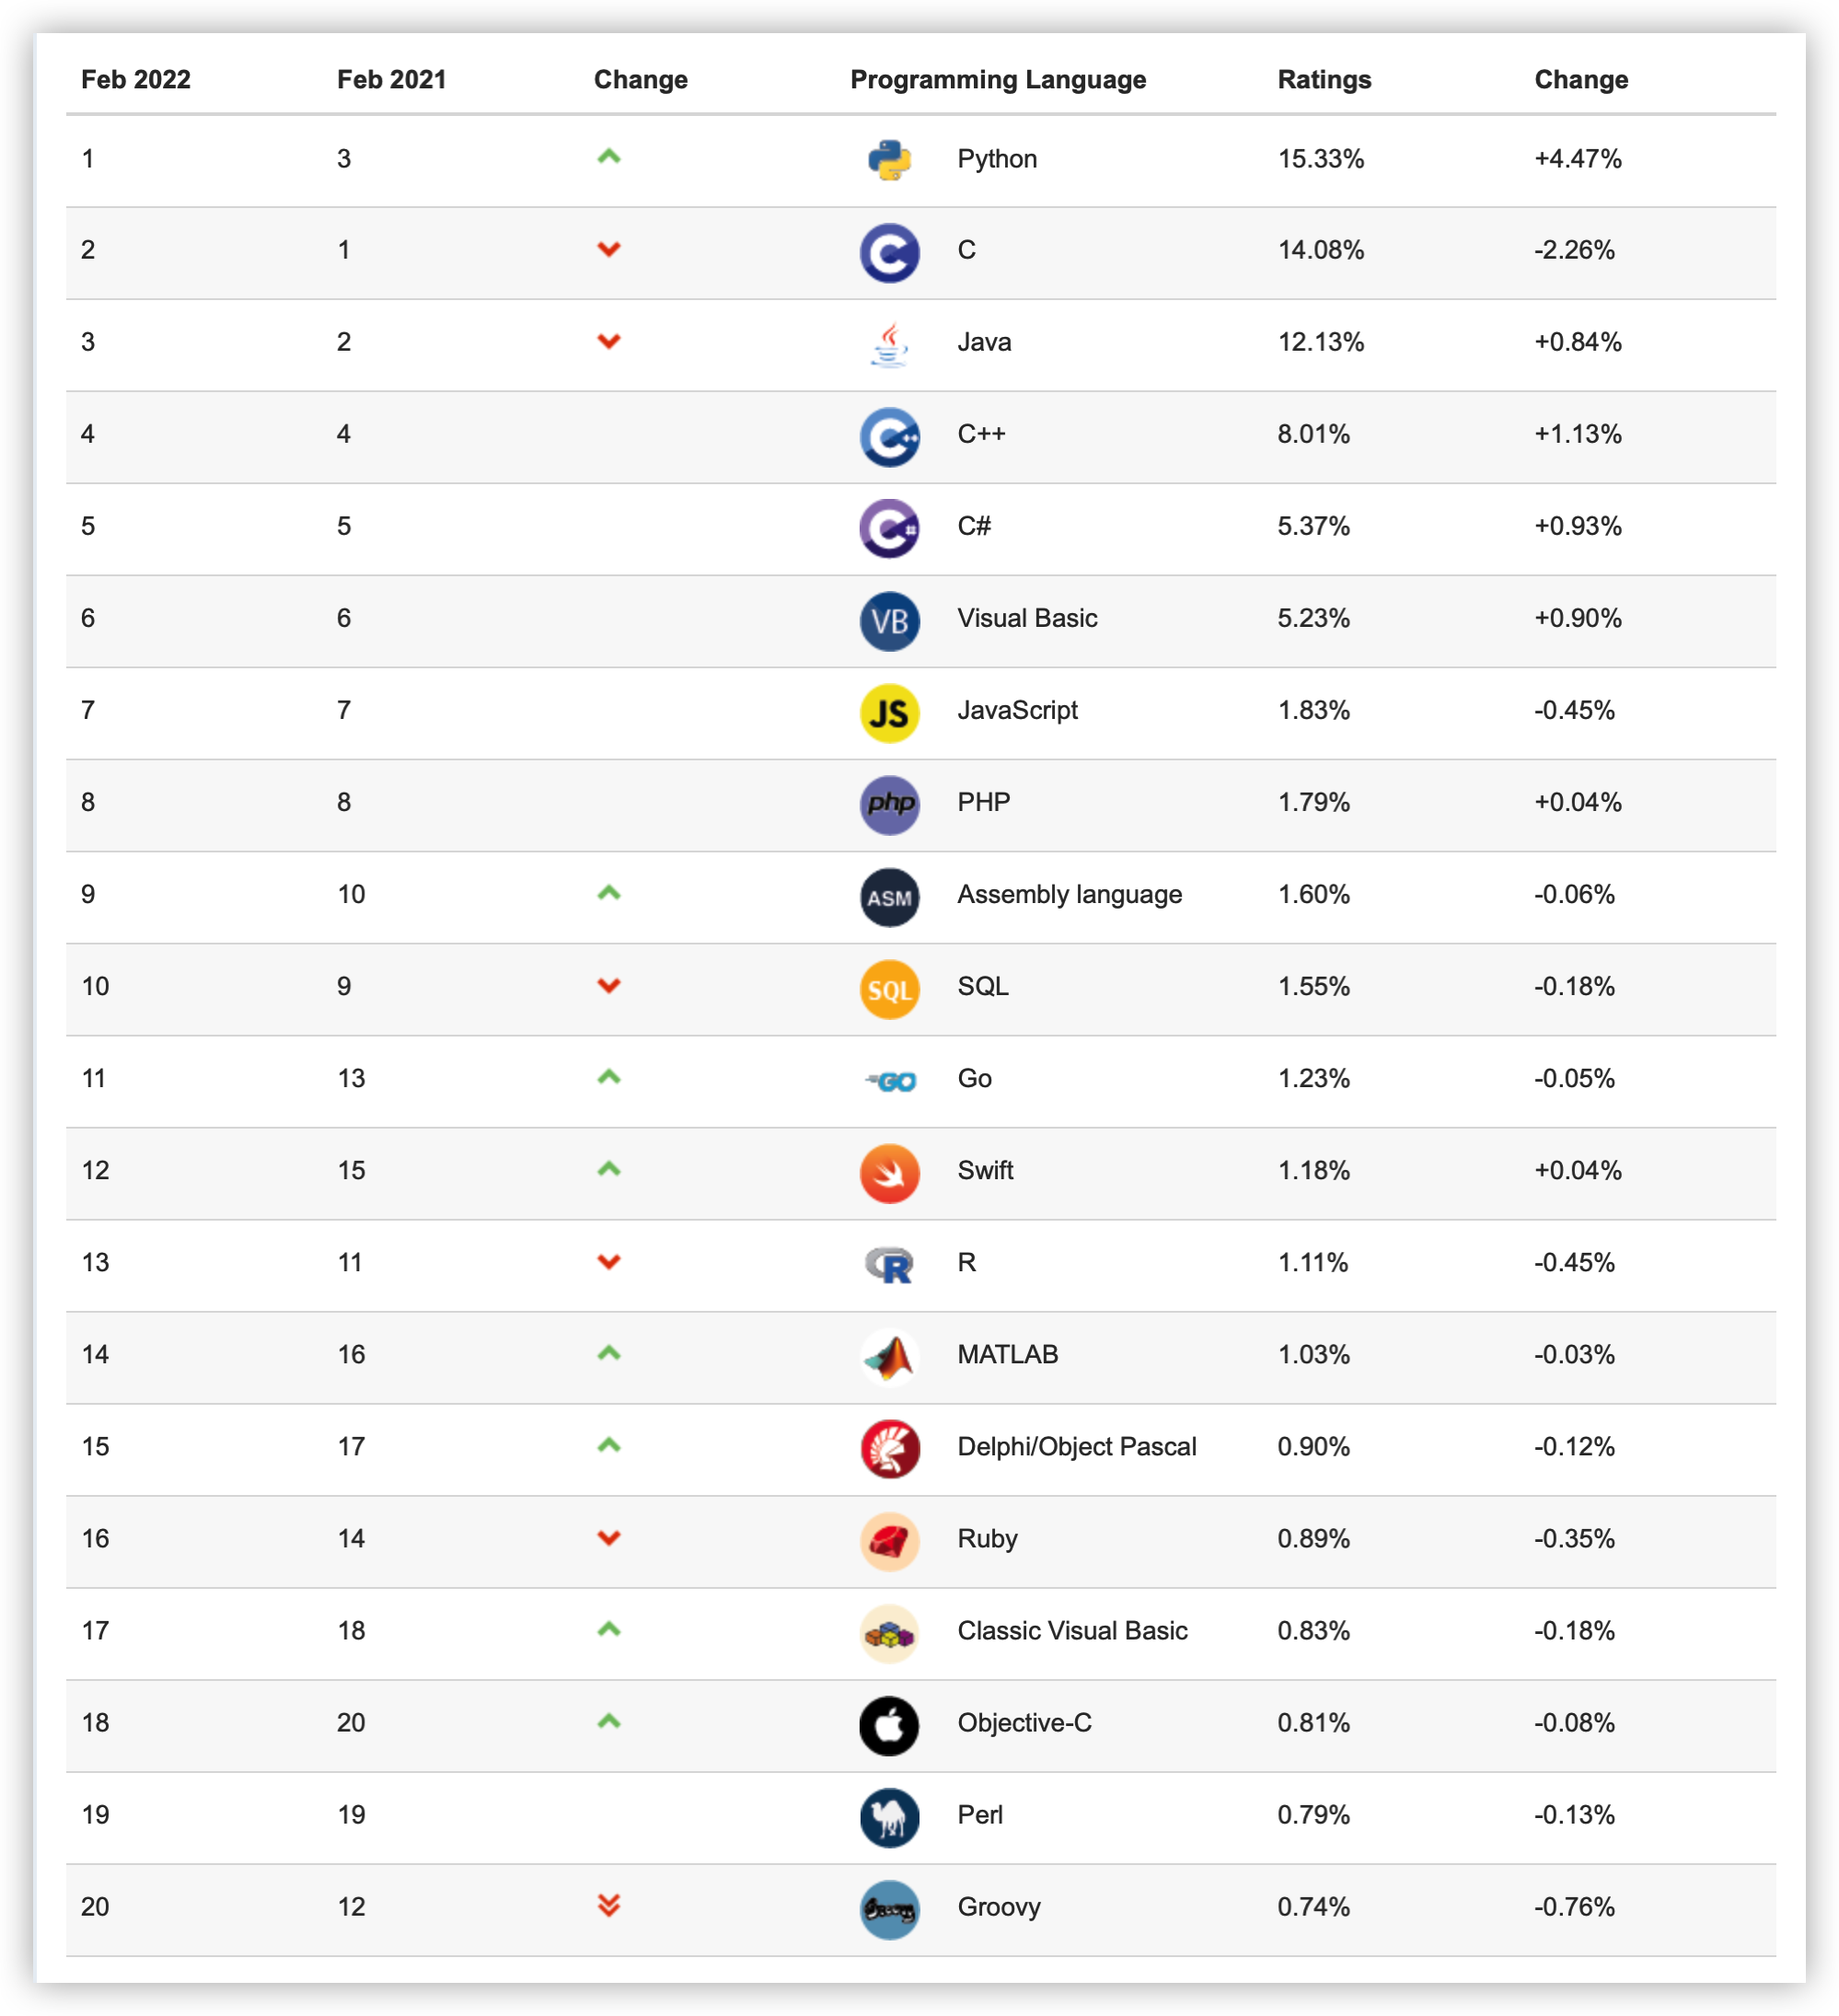 Feb 2022 Feb 2021 Change Programming Language Ratings Change
1 3 Python 15.33% +4.47%
2 1 C 14.08% -2.26%
3 2 Java 12.13% +0.84%
4 4 C++ 8.01% +1.13%
5 5 C# 5.37% +0.93%
6 6 VB Visual Basic 5.23% +0.90%
7 7 JS JavaScript 1.83% -0.45%
8 8 php PHP 1.79% +0.04%
9 10 ASM Assembly language 1.60% -0.06%
10 9 SQL SQL 1.55% -0.18%
11 13 GO Go 1.23% -0.05%
12 15 Swift 1.18% +0.04%
13 11 R R 1.11% -0.45%
14 16 MATLAB 1.03% -0.03%
15 17 Delphi/Object Pascal 0.90% -0.12%
16 14 Ruby 0.89% -0.35%
17 18 Classic Visual Basic 0.83% -0.18%
18 20 Objective-C 0.81% -0.08%
19 19 Perl 0.79% -0.13%
20 12 Groovy 0.74% -0.76%